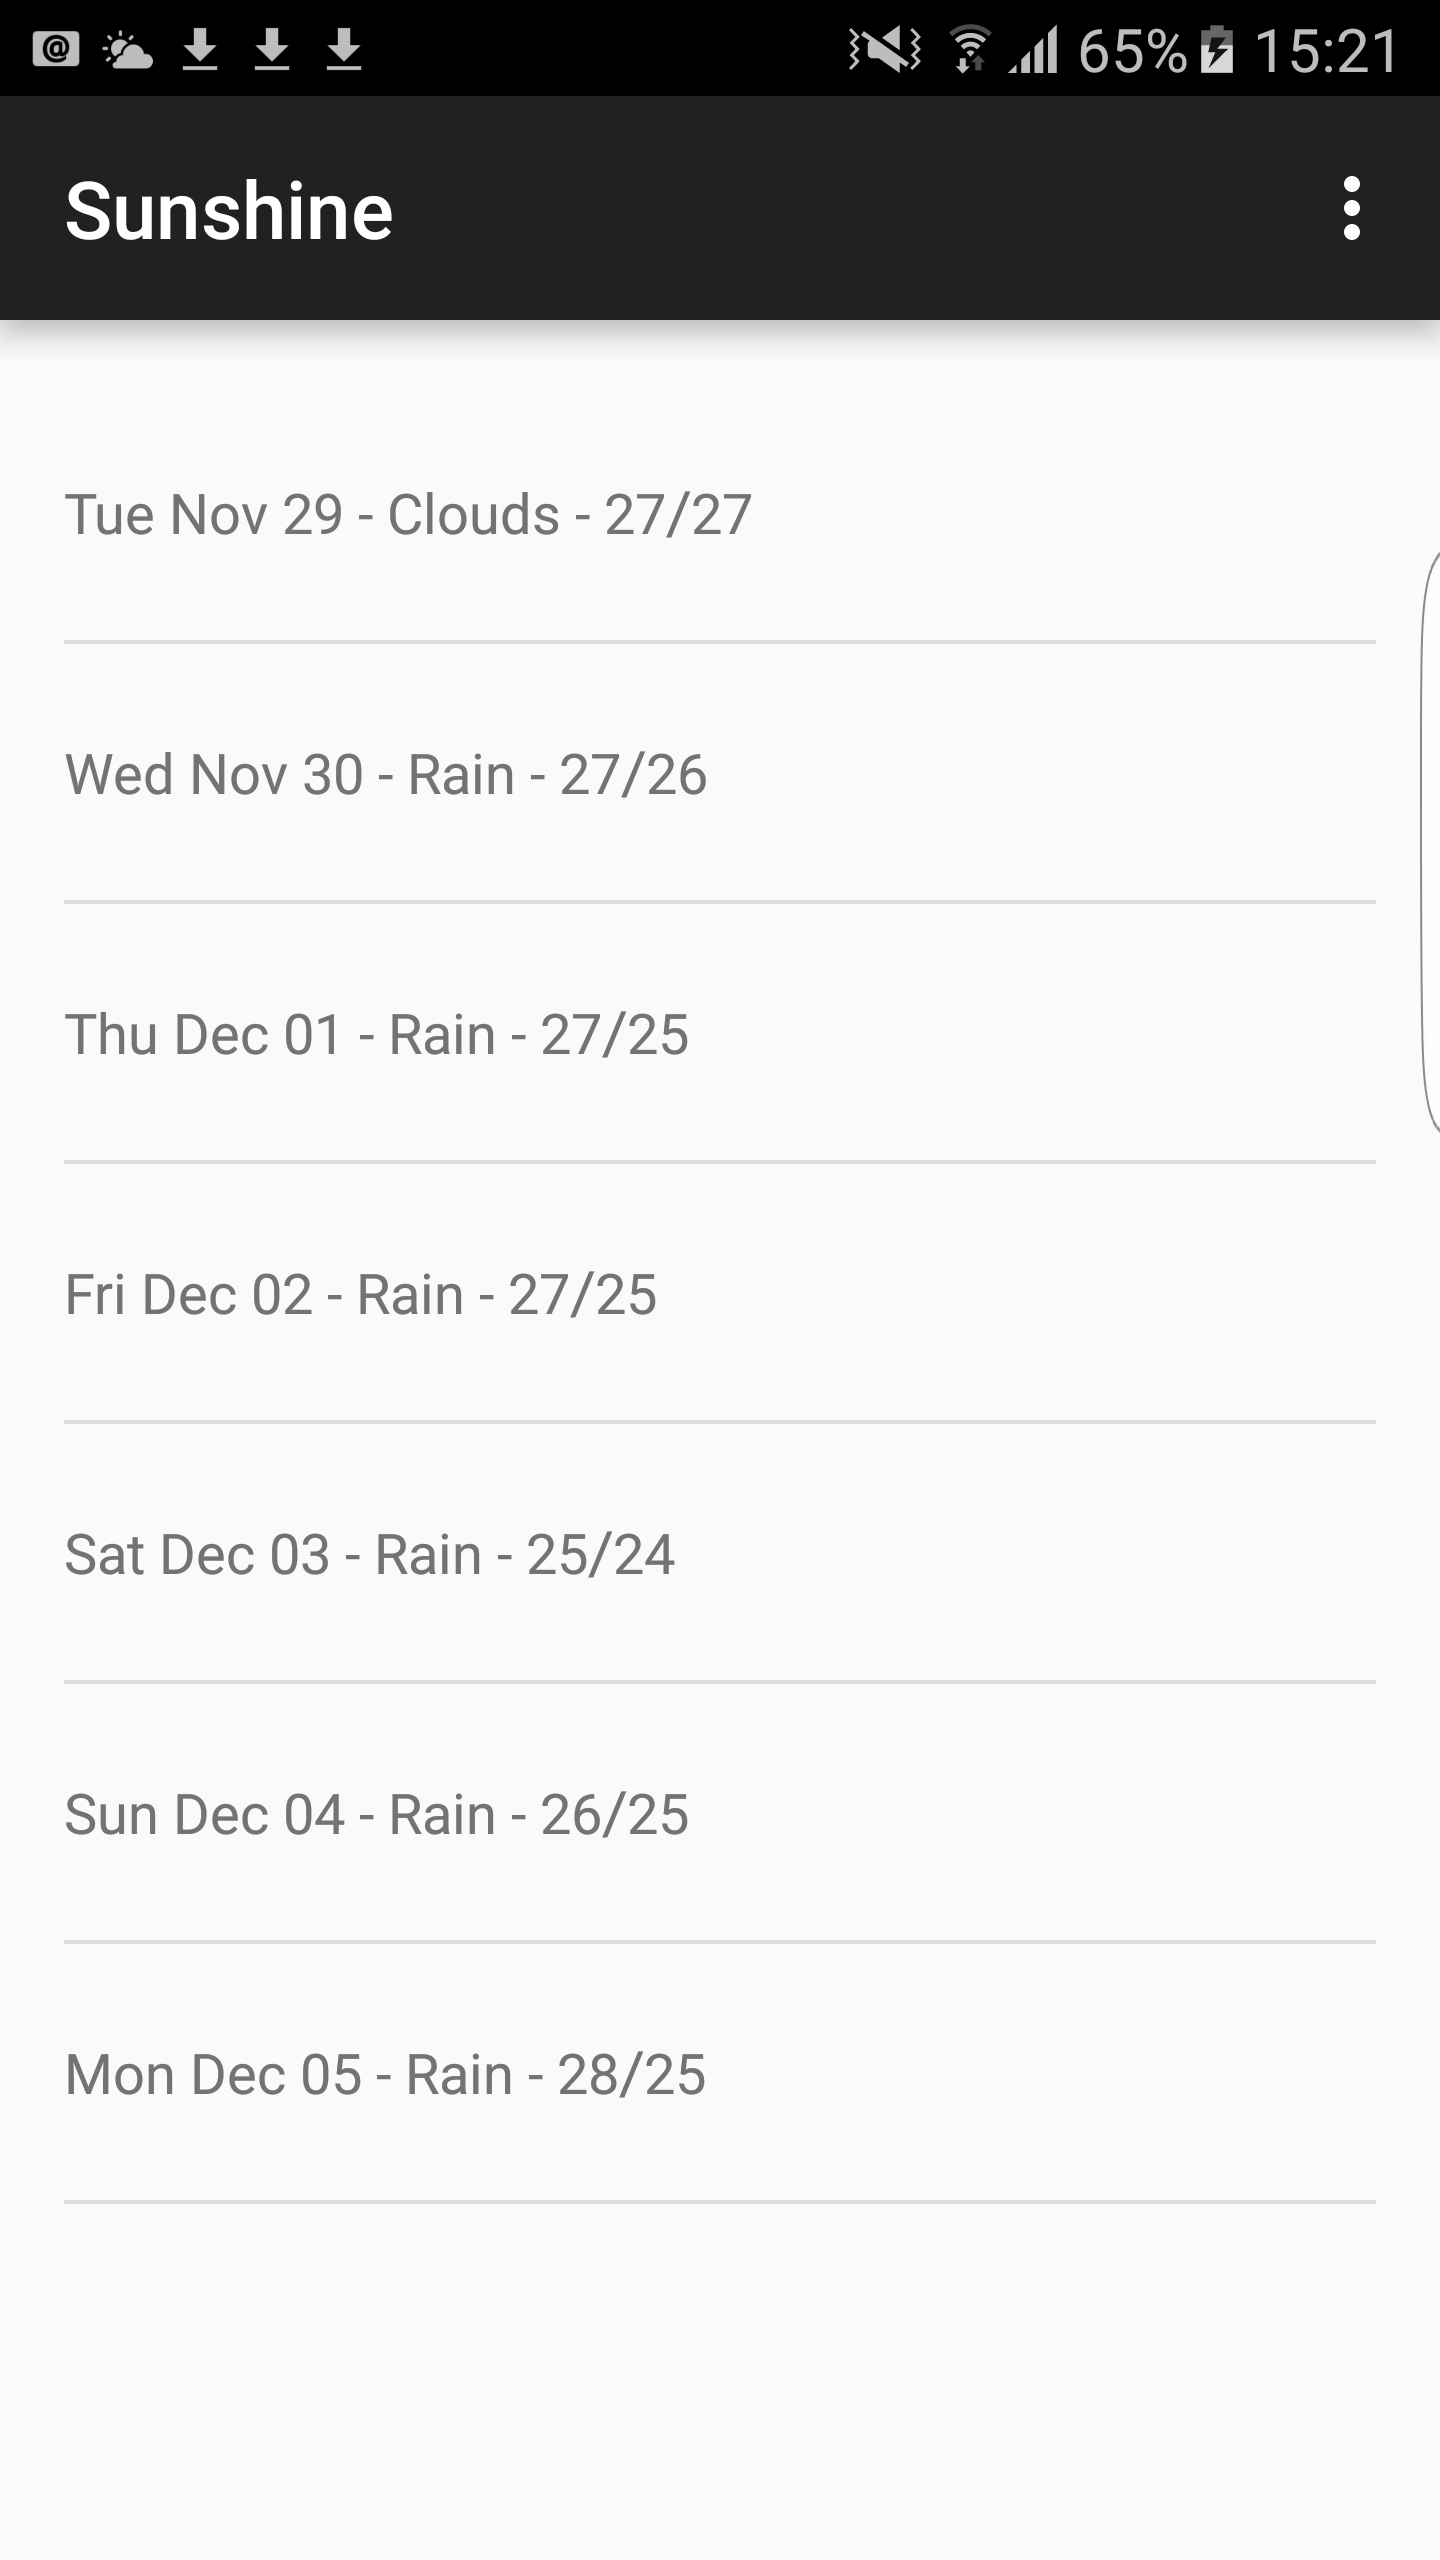 65% 15:21
Sunshine
Tue Nov 29 - Clouds - 27/27
Wed Nov 30 - Rain - 27/26
Thu Dec 01 - Rain - 27/25
Fri Dec 02 - Rain - 27/25
Sat Dec 03 - Rain - 25/24
Sun Dec 04 - Rain - 26/25
Mon Dec 05 - Rain - 28/25